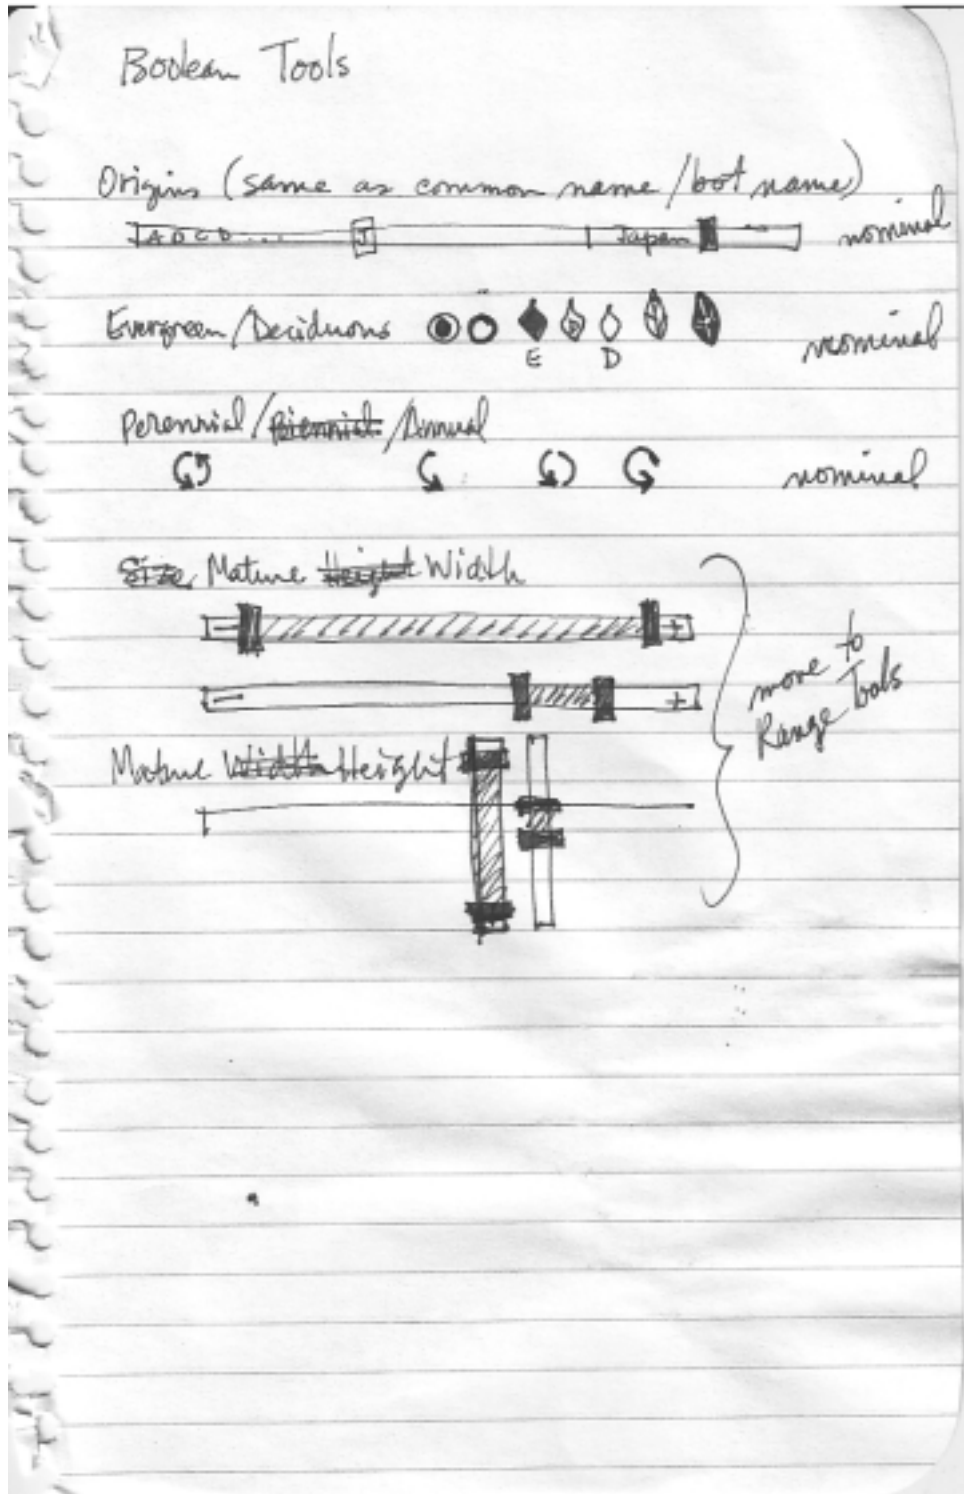 Boolean Tools
Origins (same as common name/bot name)
A B C D ... J Japan nominal
Evergreen/Deciduous nominal
E D D
Perennial/Biennial/Annual
nominal
Size Mature Height Width
- +
- +
Mature Width Height
move to
Range Tools